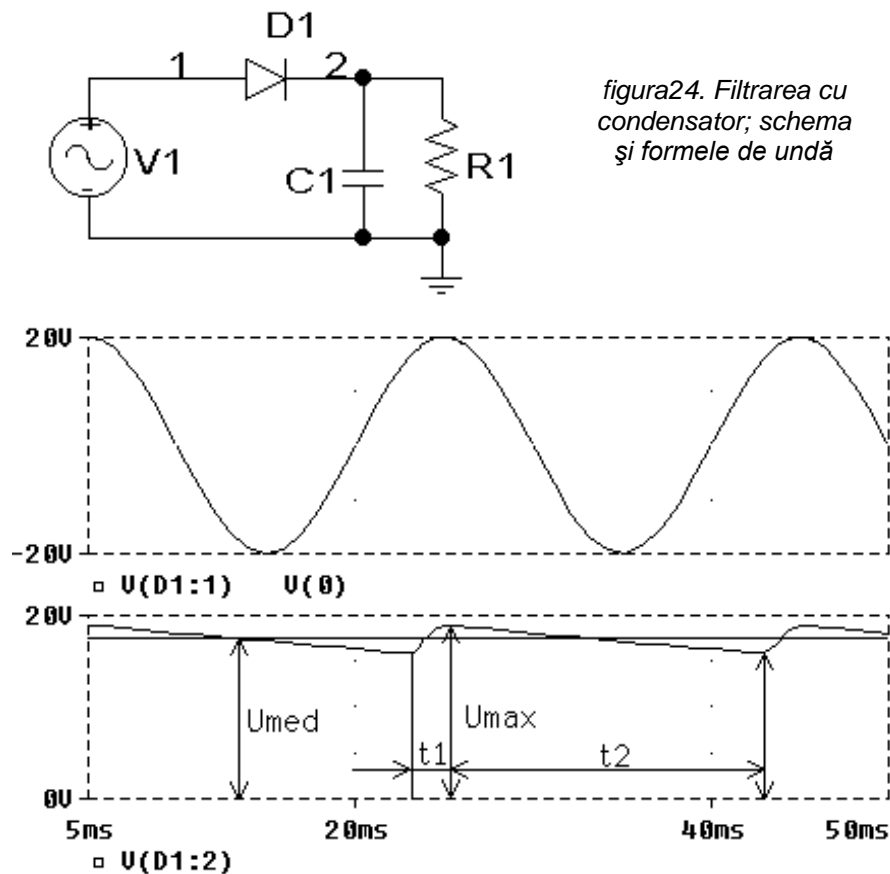 D1
1
2
V1
C1
R1
figura24. Filtrarea cu
condensator; schema
şi formele de undă
20V
-20V
V(D1:1) V(0)
20V
Umed
Umax
t1
t2
0V
5ms
20ms
40ms
50ms
V(D1:2)